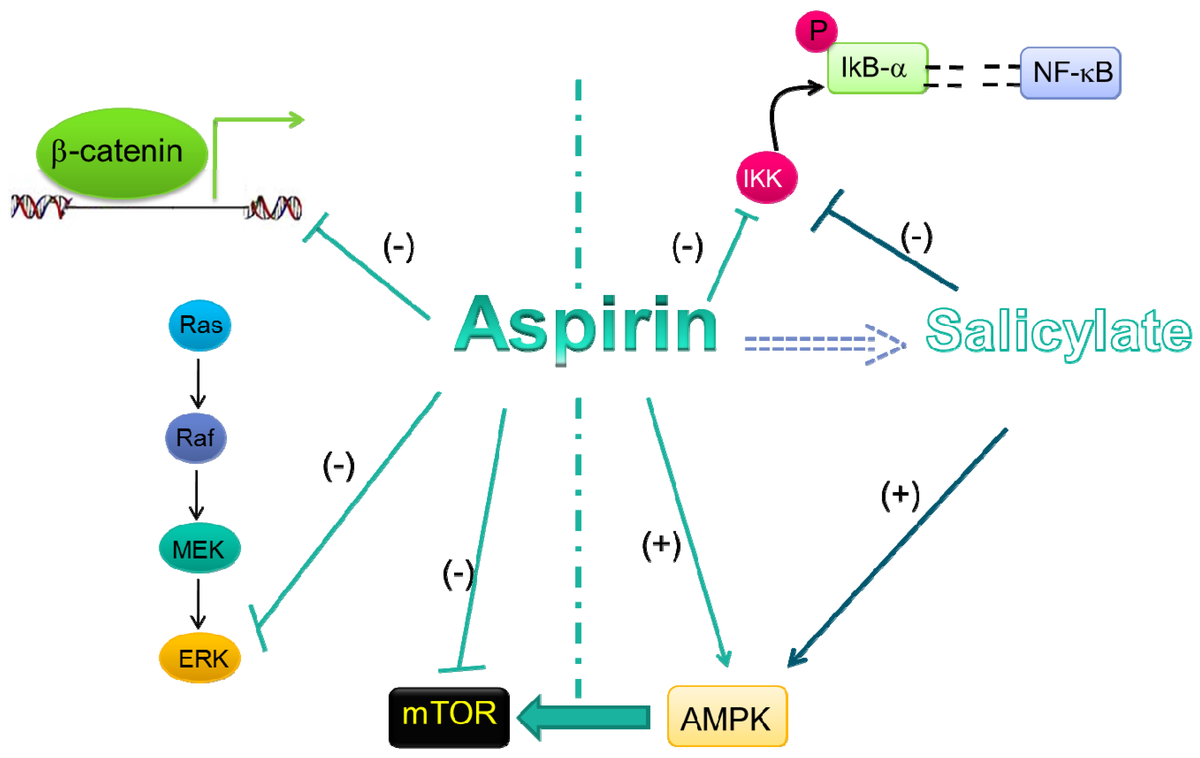 P
IkB-α
NF-κB
β-catenin
IKK
(-)
(-)
(-)
Aspirin
Salicylate
Ras
Raf
(-)
(+)
MEK
(+)
(-)
ERK
mTOR
AMPK